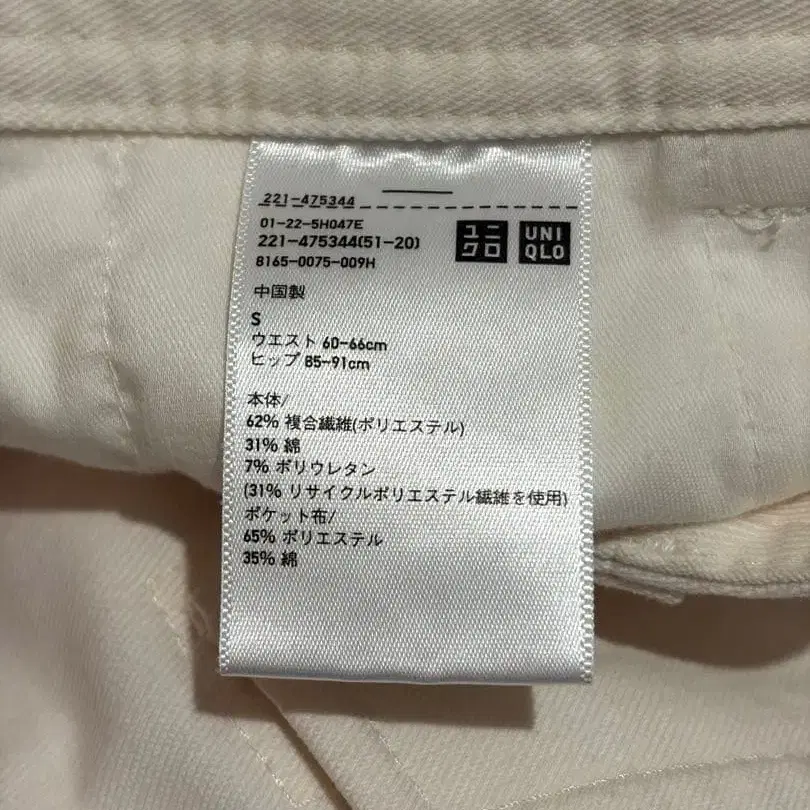 221-475344
01-22-5H047E
221-475344(51-20)
8165-0075-009H
ユニ
クロ
UNI
QLO
中国製
S
ウエスト 60-66cm
ヒップ 85-91cm
本体/
62% 複合繊維(ポリエステル)
31% 綿
7% ポリウレタン
(31% リサイクルポリエステル繊維を使用)
ポケット布/
65% ポリエステル
35% 綿